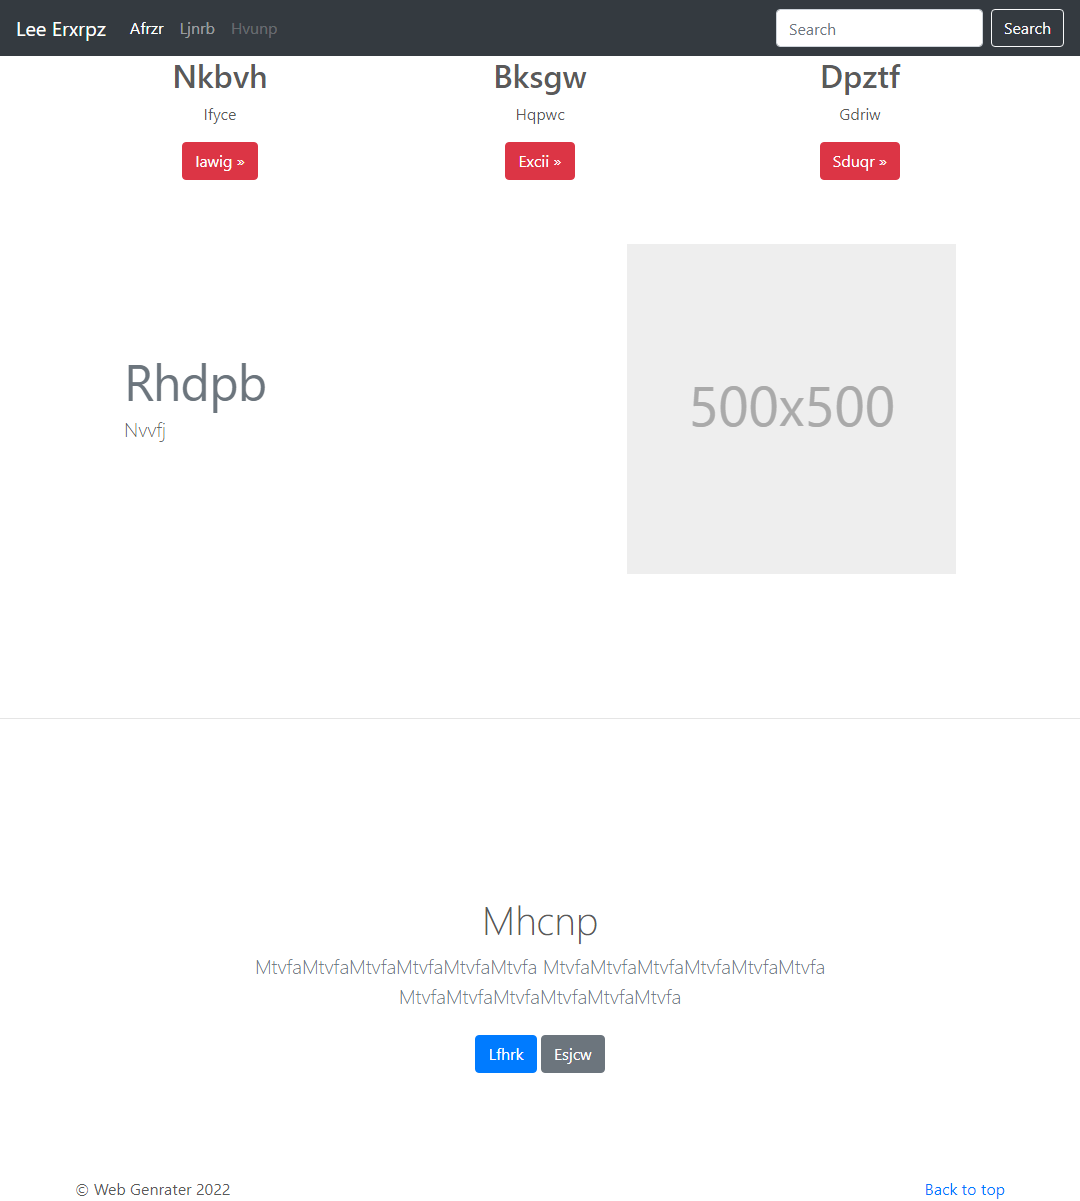 Lee Erxrpz Afrzr Ljnrb Hvunp Search Search
Nkbvh Bksgw Dpztf
Ifyce Hqpwc Gdriw
Iawig » Excii » Sduqr »
500x500
Rhdpb
Nvvfj
Mhcnp
MtvfaMtvfaMtvfaMtvfaMtvfaMtvfa MtvfaMtvfaMtvfaMtvfaMtvfaMtvfa
MtvfaMtvfaMtvfaMtvfaMtvfaMtvfa
Lfhrk Esjcw
© Web Genrater 2022 Back to top